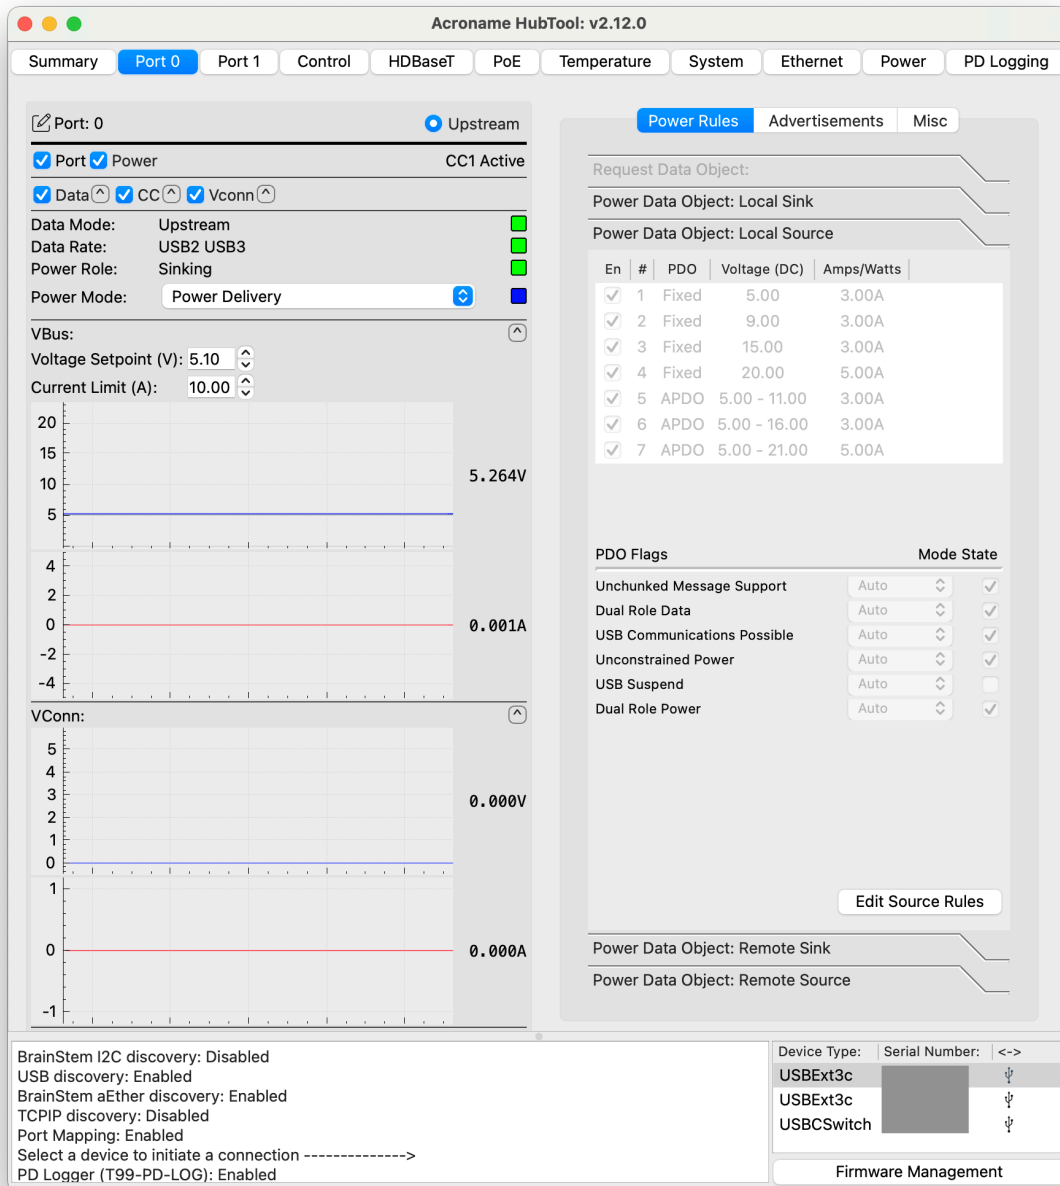 Acroname HubTool: v2.12.0
Summary Port 0 Port 1 Control HDBaseT PoE Temperature System Ethernet Power PD Logging
Port: 0 Upstream
Port Power CC1 Active
Data CC Vconn
Data Mode: Upstream
Data Rate: USB2 USB3
Power Role: Sinking
Power Mode: Power Delivery
VBus:
Voltage Setpoint (V): 5.10
Current Limit (A): 10.00
20
15
10
5
5.264V
4
2
0
-2
-4
0.001A
VConn:
5
4
3
2
1
0
0.000V
1
0
-1
0.000A
Power Rules Advertisements Misc
Request Data Object:
Power Data Object: Local Sink
Power Data Object: Local Source
En # PDO Voltage (DC) Amps/Watts
1 Fixed 5.00 3.00A
2 Fixed 9.00 3.00A
3 Fixed 15.00 3.00A
4 Fixed 20.00 5.00A
5 APDO 5.00 - 11.00 3.00A
6 APDO 5.00 - 16.00 3.00A
7 APDO 5.00 - 21.00 5.00A
PDO Flags Mode State
Unchunked Message Support Auto
Dual Role Data Auto
USB Communications Possible Auto
Unconstrained Power Auto
USB Suspend Auto
Dual Role Power Auto
Edit Source Rules
Power Data Object: Remote Sink
Power Data Object: Remote Source
BrainStem I2C discovery: Disabled
USB discovery: Enabled
BrainStem aEther discovery: Enabled
TCPIP discovery: Disabled
Port Mapping: Enabled
Select a device to initiate a connection -------------->
PD Logger (T99-PD-LOG): Enabled
Device Type: Serial Number: <->
USBExt3c
USBExt3c
USBCSwitch
Firmware Management